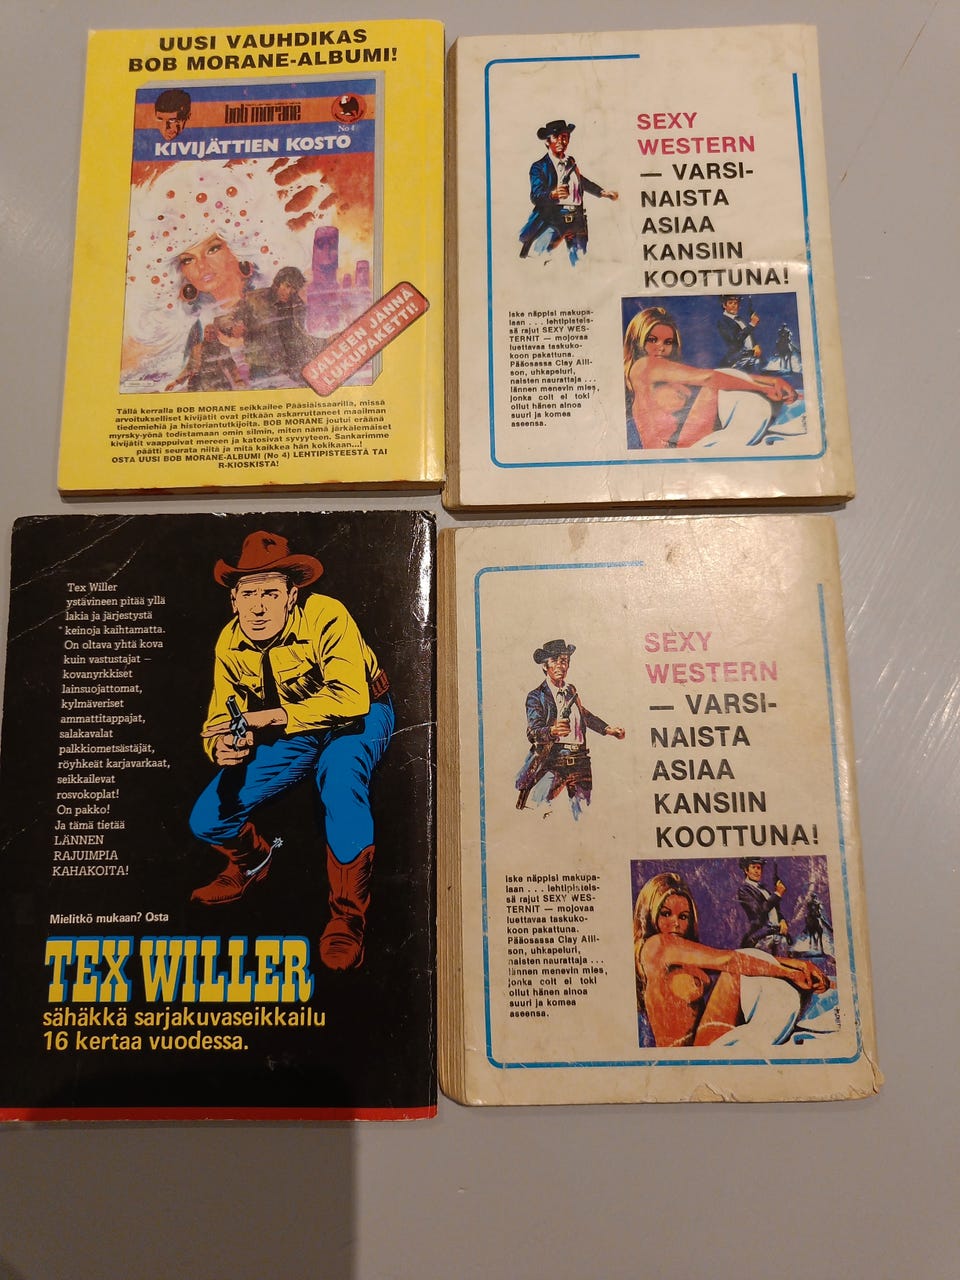 UUSI VAUHDIKAS
BOB MORANE-ALBUMI!
bob morane
No 4
KIVIJÄTTIEN KOSTO
JÄLLEEN JÄNNÄ
LUKUPAKETTI!
Tällä kerralla BOB MORANE seikkailee Pääsiäissaarilla, missä
arvoitukselliset kivijätit ovat pitkään askarruttaneet maailman
tiedemiehiä ja historiantutkijoita. BOB MORANE joutui eräänä
myrsky-yönä todistamaan omin silmin, miten nämä järkälemäiset
kivijätit vaappuivat mereen ja katosivat syvyyteen. Sankarimme
päätti seurata niitä ja mitä kaikkea hän kokikaan...!
OSTA UUSI BOB MORANE-ALBUMI (No 4) LEHTIPISTEESTÄ TAI
R-KIOSKISTA!
SEXY
WESTERN
— VARSI-
NAISTA
ASIAA
KANSIIN
KOOTTUNA!
Iske näppisi makupa-
laan . . . lehtipisteis-
sä rajut SEXY WES-
TERNIT — mojovaa
luettavaa taskuko-
koon pakattuna.
Pääosassa Clay Alli-
son, uhkapeluri,
naisten naurattaja . . .
lännen menevin mies,
jonka colt ei toki
ollut hänen ainoa
suuri ja komea
aseensa.
Tex Willer
ystävineen pitää yllä
lakia ja järjestystä
keinoja kaihtamatta.
On oltava yhtä kova
kuin vastustajat —
kovanyrkkiset
lainsuojattomat,
kylmäveriset
ammattitappajat,
salakavalat
palkkiometsästäjät,
röyhkeät karjavarkaat,
seikkailevat
rosvokoplat!
On pakko!
Ja tämä tietää
LÄNNEN
RAJUIMPIA
KAHAKOITA!
Mielitkö mukaan? Osta
TEX WILLER
sähäkkä sarjakuvaseikkailu
16 kertaa vuodessa.
SEXY
WESTERN
— VARSI-
NAISTA
ASIAA
KANSIIN
KOOTTUNA!
Iske näppisi makupa-
laan . . . lehtipisteis-
sä rajut SEXY WES-
TERNIT — mojovaa
luettavaa taskuko-
koon pakattuna.
Pääosassa Clay Alli-
son, uhkapeluri,
naisten naurattaja . . .
lännen menevin mies,
jonka colt ei toki
ollut hänen ainoa
suuri ja komea
aseensa.